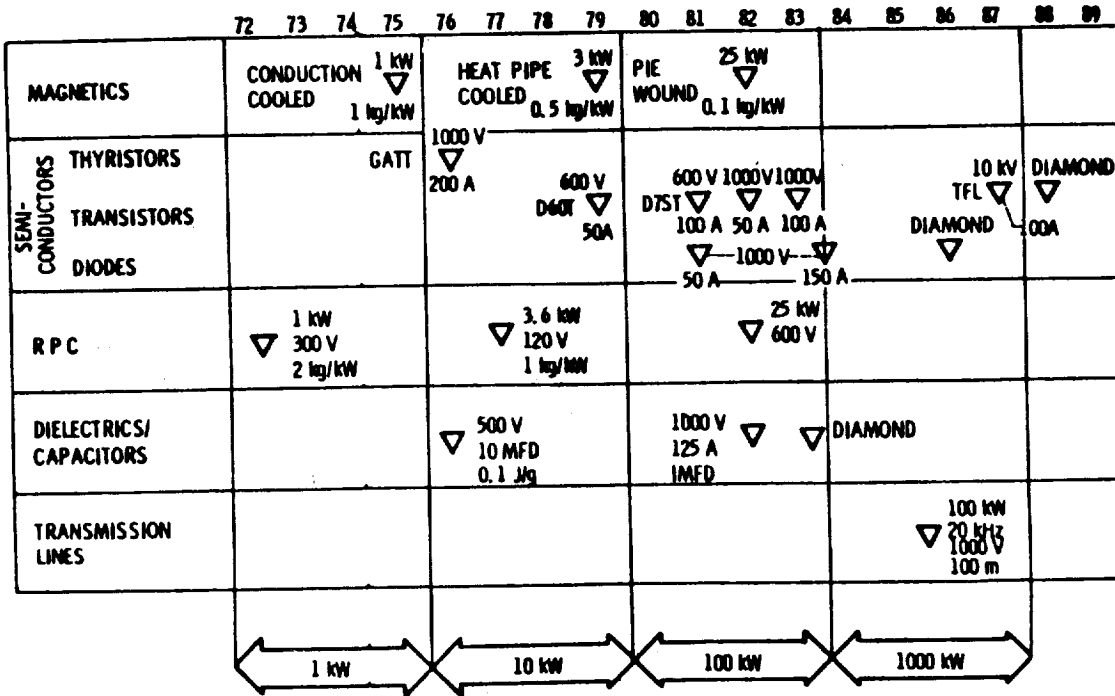 72 73 74 75 76 77 78 79 80 81 82 83 84 85 86 87 88 89
MAGNETICS
CONDUCTION
COOLED
1 kW
1 kg/kW
HEAT PIPE
COOLED
3 kW
0.5 kg/kW
PIE
WOUND
25 kW
0.1 kg/kW
SEMI-
CONDUCTORS
THYRISTORS
GATT
1000 V
200 A
TRANSISTORS
D60T
600 V
50A
D7ST
600 V 1000V 1000V
100 A 50 A 100 A
10 kV
TFL
00A
DIAMOND
DIAMOND
DIODES
1000 V
50 A
150 A
RPC
1 kW
300 V
2 kg/kW
3.6 kW
120 V
1 kg/kW
25 kW
600 V
DIELECTRICS/
CAPACITORS
500 V
10 MFD
0.1 J/g
1000 V
125 A
1MFD
DIAMOND
TRANSMISSION
LINES
100 kW
20 kHz
1000 V
100 m
1 kW
10 kW
100 kW
1000 kW